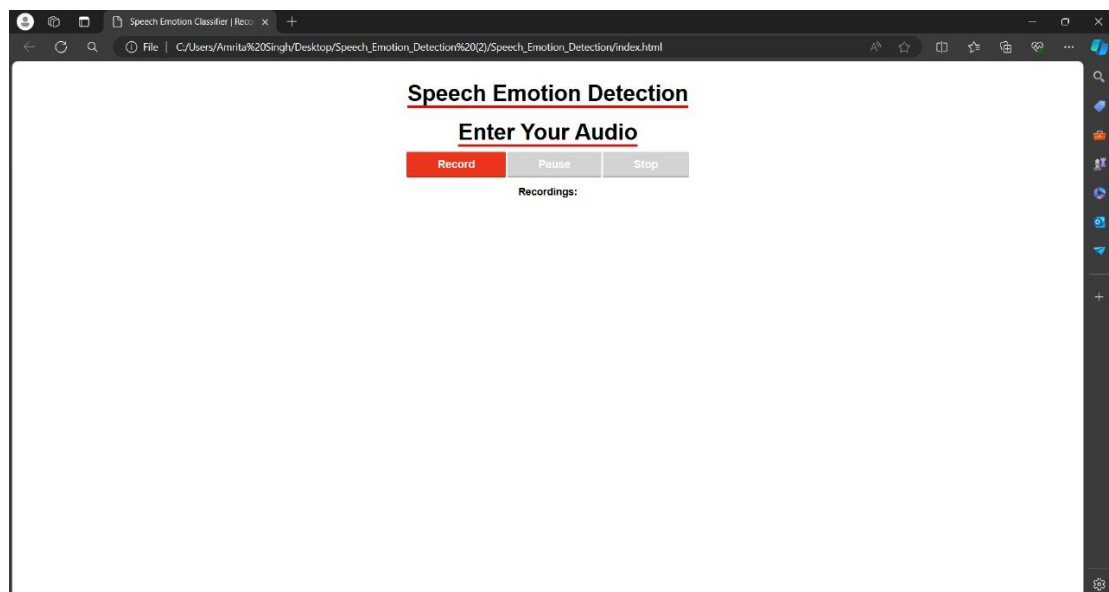 Speech Emotion Classifier | Reco
File | C:/Users/Amrita%20Singh/Desktop/Speech_Emotion_Detection%20(2)/Speech_Emotion_Detection/index.html
Speech Emotion Detection
Enter Your Audio
Record Pause Stop
Recordings: